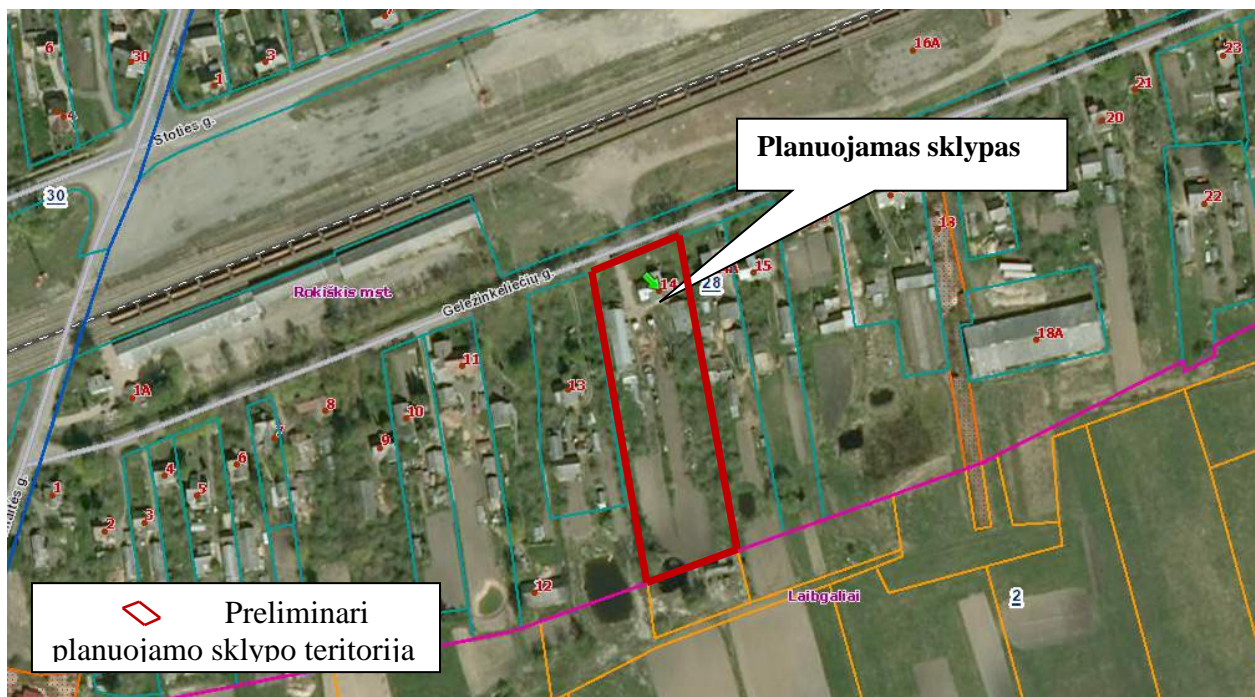 6
30
1
3
4
Stoties g.
16A
23
21
20
Planuojamas sklypas
30
22
13
Rokiškis mst.
Geležinkeliečių g.
14
15
28
18A
1A
11
13
8
10
7
9
6
4
5
1
2
3
12
Laibgaliai
2
Preliminari
planuojamo sklypo teritorija